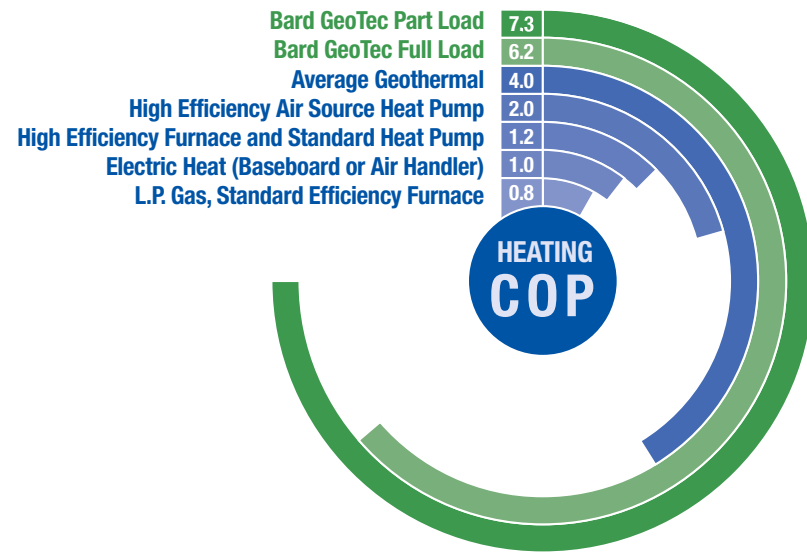 Bard GeoTec Part Load 7.3
Bard GeoTec Full Load 6.2
Average Geothermal 4.0
High Efficiency Air Source Heat Pump 2.0
High Efficiency Furnace and Standard Heat Pump 1.2
Electric Heat (Baseboard or Air Handler) 1.0
L.P. Gas, Standard Efficiency Furnace 0.8
HEATING
COP